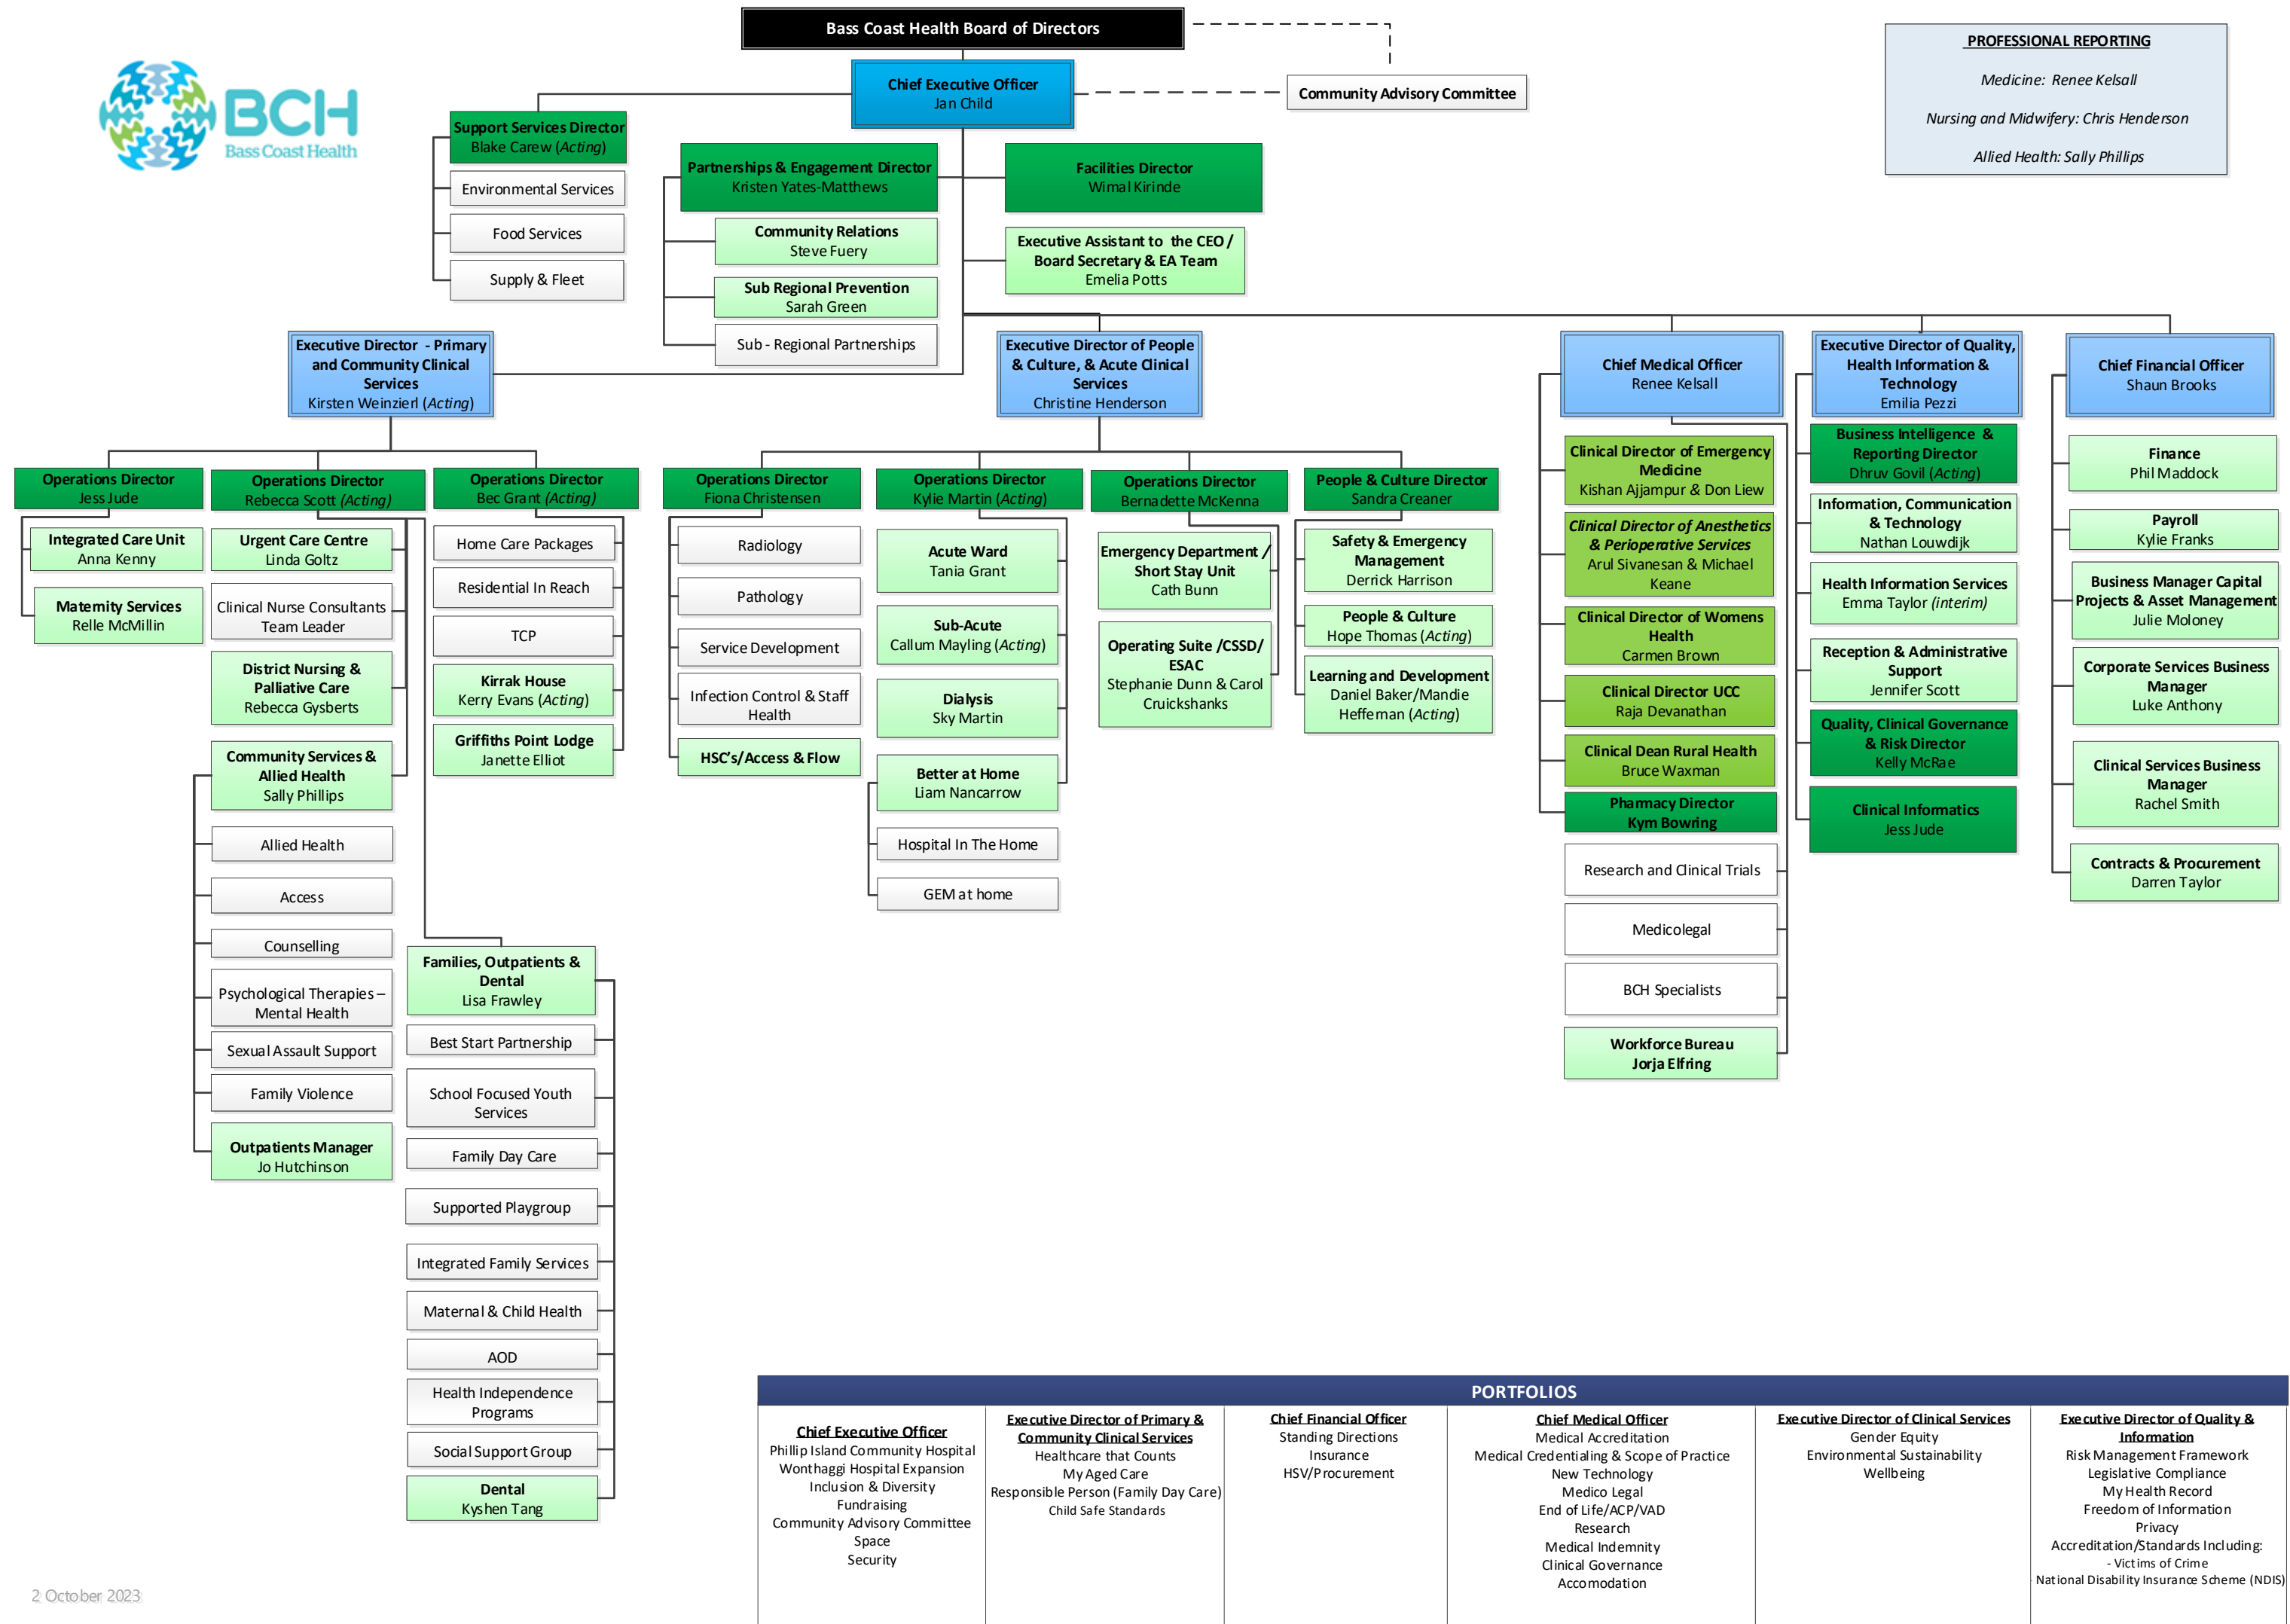 Bass Coast Health Board of Directors
PROFESSIONAL REPORTING
Medicine: Renee Kelsall
Nursing and Midwifery: Chris Henderson
Allied Health: Sally Phillips
BCH
Bass Coast Health
Chief Executive Officer
Jan Child
Community Advisory Committee
Support Services Director
Blake Carew (Acting)
Environmental Services
Food Services
Supply & Fleet
Partnerships & Engagement Director
Kristen Yates-Matthews
Community Relations
Steve Fuery
Sub Regional Prevention
Sarah Green
Sub - Regional Partnerships
Facilities Director
Wimal Kirinde
Executive Assistant to the CEO /
Board Secretary & EA Team
Emelia Potts
Executive Director - Primary
and Community Clinical
Services
Kirsten Weinzierl (Acting)
Operations Director
Jess Jude
Integrated Care Unit
Anna Kenny
Maternity Services
Relle McMillin
Operations Director
Rebecca Scott (Acting)
Urgent Care Centre
Linda Goltz
Clinical Nurse Consultants
Team Leader
District Nursing &
Palliative Care
Rebecca Gysberts
Community Services &
Allied Health
Sally Phillips
Allied Health
Access
Counselling
Psychological Therapies –
Mental Health
Sexual Assault Support
Family Violence
Outpatients Manager
Jo Hutchinson
Families, Outpatients &
Dental
Lisa Frawley
Best Start Partnership
School Focused Youth
Services
Family Day Care
Supported Playgroup
Integrated Family Services
Maternal & Child Health
AOD
Health Independence
Programs
Social Support Group
Dental
Kyshen Tang
Operations Director
Bec Grant (Acting)
Home Care Packages
Residential In Reach
TCP
Kirrak House
Kerry Evans (Acting)
Griffiths Point Lodge
Janette Elliot
Executive Director of People
& Culture, & Acute Clinical
Services
Christine Henderson
Operations Director
Fiona Christensen
Radiology
Pathology
Service Development
Infection Control & Staff
Health
HSC's/Access & Flow
Operations Director
Kylie Martin (Acting)
Acute Ward
Tania Grant
Sub-Acute
Callum Mayling (Acting)
Dialysis
Sky Martin
Better at Home
Liam Nancarrow
Hospital In The Home
GEM at home
Operations Director
Bernadette McKenna
Emergency Department /
Short Stay Unit
Cath Bunn
Operating Suite /CSSD/
ESAC
Stephanie Dunn & Carol
Cruickshanks
People & Culture Director
Sandra Creaner
Safety & Emergency
Management
Derrick Harrison
People & Culture
Hope Thomas (Acting)
Learning and Development
Daniel Baker/Mandie
Heffernan (Acting)
Chief Medical Officer
Renee Kelsall
Clinical Director of Emergency
Medicine
Kishan Ajjampur & Don Liew
Clinical Director of Anesthetics
& Perioperative Services
Arul Sivanesan & Michael
Keane
Clinical Director of Womens
Health
Carmen Brown
Clinical Director UCC
Raja Devanathan
Clinical Dean Rural Health
Bruce Waxman
Pharmacy Director
Kym Bowring
Research and Clinical Trials
Medicolegal
BCH Specialists
Workforce Bureau
Jorja Elfring
Executive Director of Quality,
Health Information &
Technology
Emilia Pezzi
Business Intelligence &
Reporting Director
Dhruv Govil (Acting)
Information, Communication
& Technology
Nathan Louwdijk
Health Information Services
Emma Taylor (interim)
Reception & Administrative
Support
Jennifer Scott
Quality, Clinical Governance
& Risk Director
Kelly McRae
Clinical Informatics
Jess Jude
Chief Financial Officer
Shaun Brooks
Finance
Phil Maddock
Payroll
Kylie Franks
Business Manager Capital
Projects & Asset Management
Julie Moloney
Corporate Services Business
Manager
Luke Anthony
Clinical Services Business
Manager
Rachel Smith
Contracts & Procurement
Darren Taylor
PORTFOLIOS
Chief Executive Officer
Phillip Island Community Hospital
Wonthaggi Hospital Expansion
Inclusion & Diversity
Fundraising
Community Advisory Committee
Space
Security
Executive Director of Primary &
Community Clinical Services
Healthcare that Counts
My Aged Care
Responsible Person (Family Day Care)
Child Safe Standards
Chief Financial Officer
Standing Directions
Insurance
HSV/Procurement
Chief Medical Officer
Medical Accreditation
Medical Credentialing & Scope of Practice
New Technology
Medico Legal
End of Life/ACP/VAD
Research
Medical Indemnity
Clinical Governance
Accomodation
Executive Director of Clinical Services
Gender Equity
Environmental Sustainability
Wellbeing
Executive Director of Quality &
Information
Risk Management Framework
Legislative Compliance
My Health Record
Freedom of Information
Privacy
Accreditation/Standards Including:
- Victims of Crime
- National Disability Insurance Scheme (NDIS)
2 October 2023